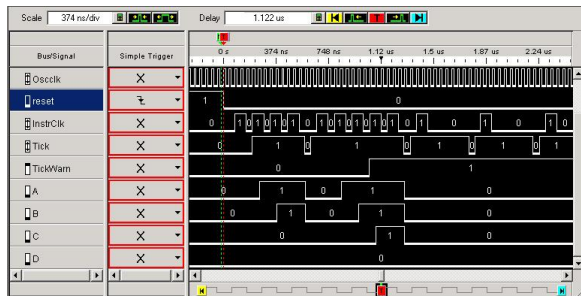 Scale 374 ns/div Delay 1.122 us T
Bus/Signal Simple Trigger 0 s 374 ns 748 ns 1.12 us 1.5 us 1.87 us 2.24 us
Oscclk X
reset 1 0
InstrClk X 0 1 0 1 0 1 0 1 0 1 0 1 0 1 0 1 0 1 0 1 0 1 0
Tick X 0 1 0 1 0 1 0 1 0 1
TickWarn X 0 1
A X 0 1 0 1 0
B X 0 1 0 1 0
C X 0 1 0
D X 0
T